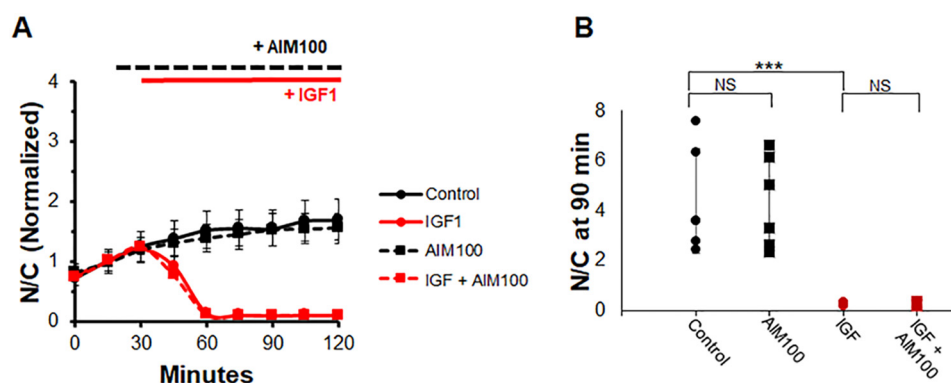 A
+ AIM100
+ IGF1
N/C (Normalized)
4
3
2
1
0
0 30 60 90 120
Minutes
Control
IGF1
AIM100
IGF + AIM100
B
***
NS NS
N/C at 90 min
8
6
4
2
0
Control
AIM100
IGF
IGF +
AIM100